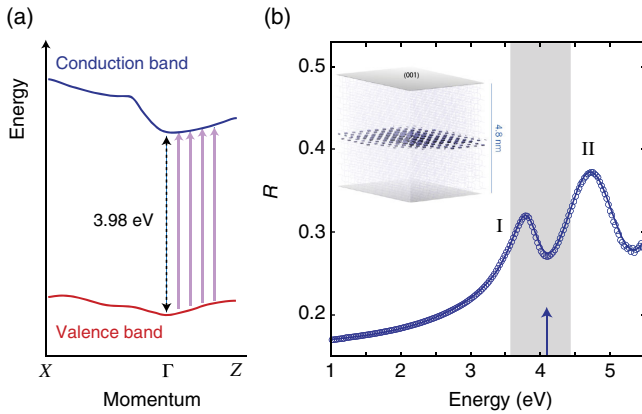 (a)
Energy
Conduction band
3.98 eV
Valence band
X
Γ
Z
Momentum
(b)
0.5
0.4
0.3
0.2
R
(001)
4.8 nm
I
II
1
2
3
4
5
Energy (eV)